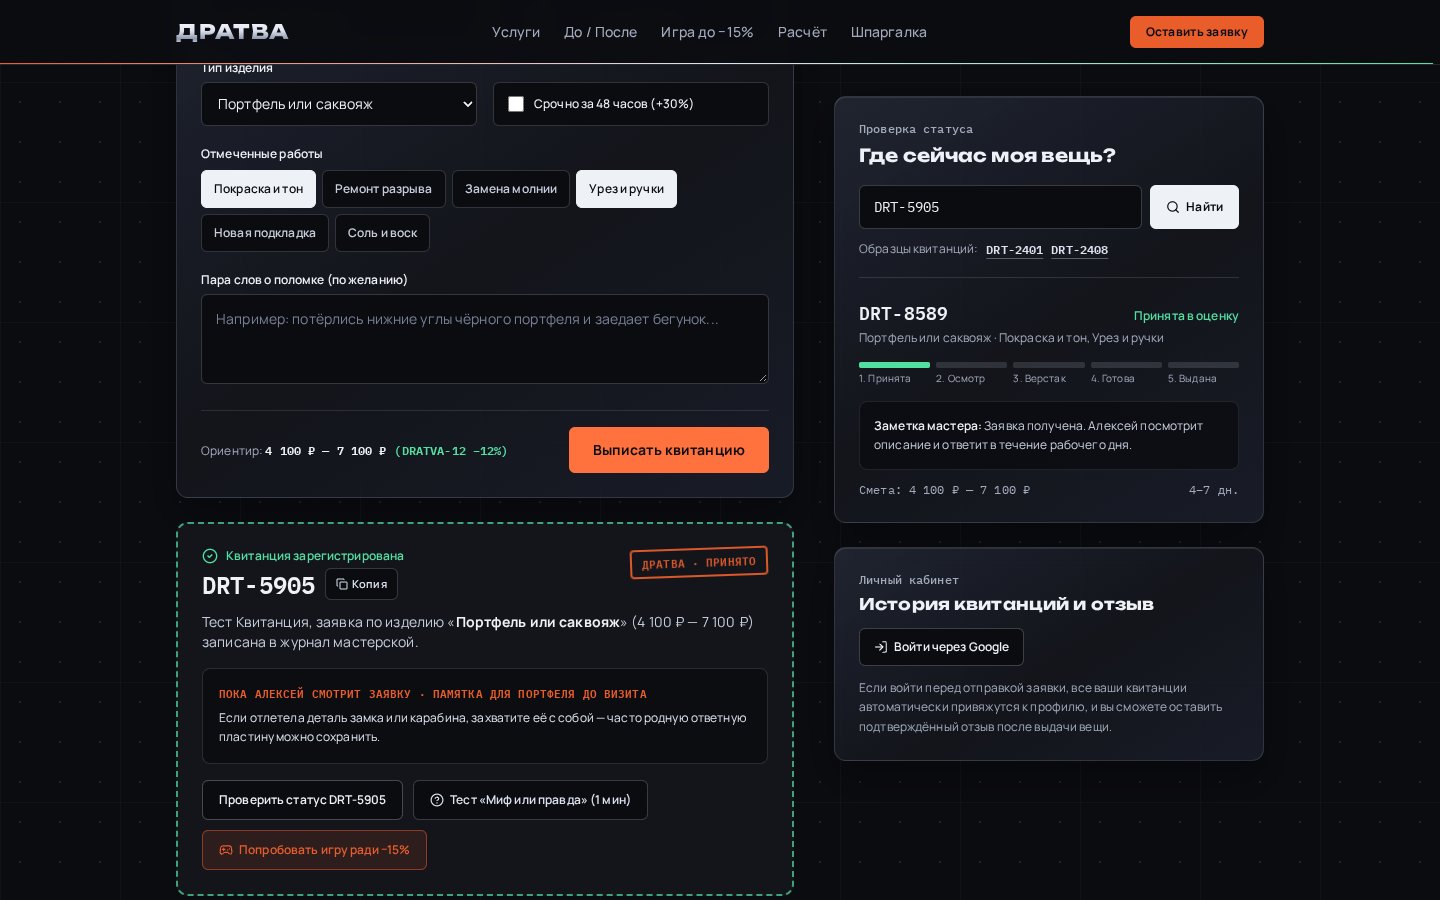 ДРАТВА
Услуги
До / После
Игра до −15%
Расчёт
Шпаргалка
Оставить заявку
Тип изделия
Портфель или саквояж
Срочно за 48 часов (+30%)
Отмеченные работы
Покраска и тон
Ремонт разрыва
Замена молнии
Урез и ручки
Новая подкладка
Соль и воск
Пара слов о поломке (по желанию)
Например: потёрлись нижние углы чёрного портфеля и заедает бегунок...
Ориентир: 4 100 ₽ — 7 100 ₽ (DRATVA-12 −12%)
Выписать квитанцию
Квитанция зарегистрирована
DRT-5905
Копия
ДРАТВА · ПРИНЯТО
Тест Квитанция, заявка по изделию «Портфель или саквояж» (4 100 ₽ — 7 100 ₽)
записана в журнал мастерской.
ПОКА АЛЕКСЕЙ СМОТРИТ ЗАЯВКУ · ПАМЯТКА ДЛЯ ПОРТФЕЛЯ ДО ВИЗИТА
Если отлетела деталь замка или карабина, захватите её с собой — часто родную ответную
пластину можно сохранить.
Проверить статус DRT-5905
Тест «Миф или правда» (1 мин)
Попробовать игру ради −15%
Проверка статуса
Где сейчас моя вещь?
DRT-5905
Найти
Образцы квитанций: DRT-2401 DRT-2408
DRT-8589
Принята в оценку
Портфель или саквояж · Покраска и тон, Урез и ручки
1. Принята
2. Осмотр
3. Верстак
4. Готова
5. Выдана
Заметка мастера: Заявка получена. Алексей посмотрит
описание и ответит в течение рабочего дня.
Смета: 4 100 ₽ — 7 100 ₽
4–7 дн.
Личный кабинет
История квитанций и отзыв
Войти через Google
Если войти перед отправкой заявки, все ваши квитанции
автоматически привяжутся к профилю, и вы сможете оставить
подтверждённый отзыв после выдачи вещи.